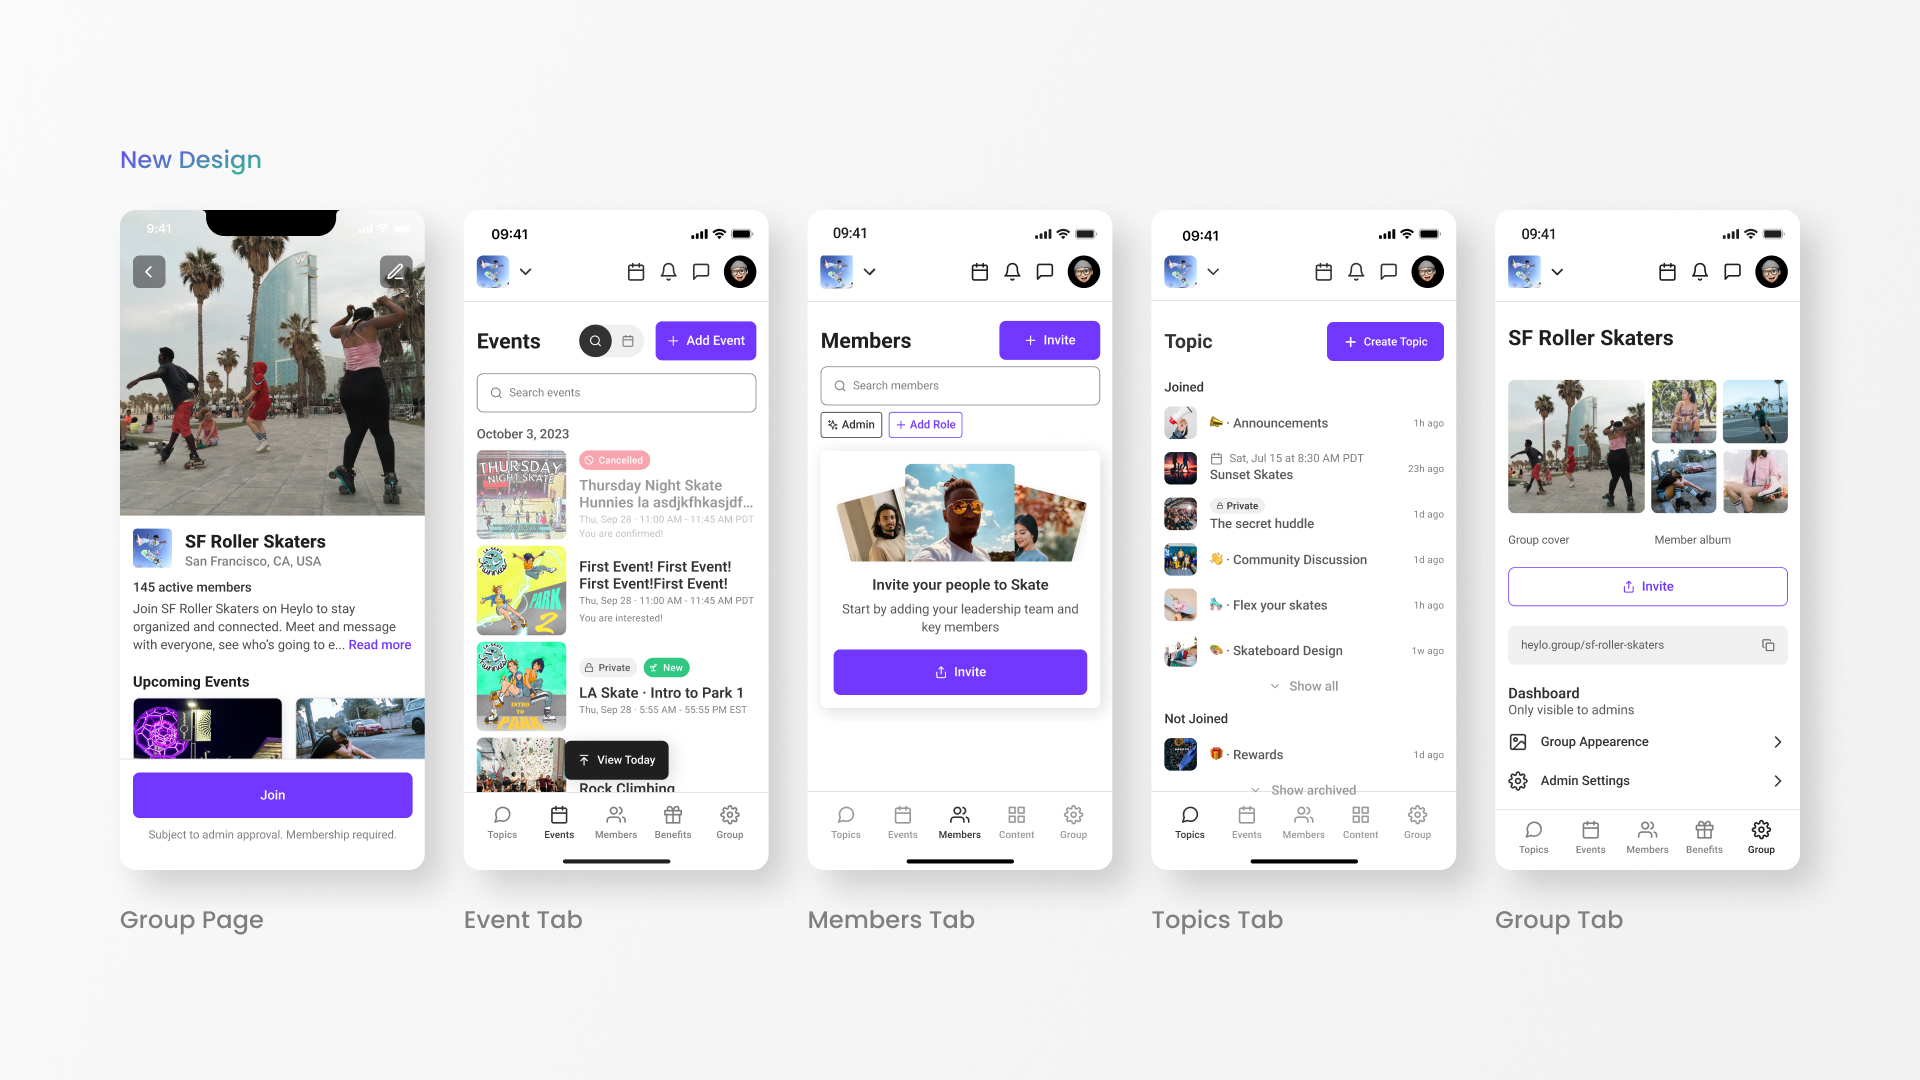 New Design
9:41
SF Roller Skaters
San Francisco, CA, USA
145 active members
Join SF Roller Skaters on Heylo to stay
organized and connected. Meet and message
with everyone, see who's going to e... Read more
Upcoming Events
Join
Subject to admin approval. Membership required.
Group Page
09:41
Events
Add Event
Search events
October 3, 2023
THURSDAY
NIGHT SKATE
Cancelled
Thursday Night Skate
Hunnies la asdjkfhkasjdf...
Thu, Sep 28 · 11:00 AM - 11:45 AM PDT
You are confirmed!
PARK
2
First Event! First Event!
First Event!First Event!
Thu, Sep 28 · 11:00 AM - 11:45 AM PDT
You are interested!
INTRO
TO
PARK
Private
New
LA Skate · Intro to Park 1
Thu, Sep 28 · 5:55 AM - 55:55 PM EST
View Today
Rock Climbing
Topics
Events
Members
Benefits
Group
Event Tab
09:41
Members
Invite
Search members
Admin
Add Role
Invite your people to Skate
Start by adding your leadership team and
key members
Invite
Topics
Events
Members
Content
Group
Members Tab
09:41
Topic
Create Topic
Joined
· Announcements
1h ago
Sat, Jul 15 at 8:30 AM PDT
Sunset Skates
23h ago
Private
The secret huddle
1d ago
· Community Discussion
1d ago
· Flex your skates
1h ago
· Skateboard Design
1w ago
Show all
Not Joined
· Rewards
1d ago
Show archived
Topics
Events
Members
Content
Group
Topics Tab
09:41
SF Roller Skaters
Group cover
Member album
Invite
heylo.group/sf-roller-skaters
Dashboard
Only visible to admins
Group Appearence
Admin Settings
Topics
Events
Members
Benefits
Group
Group Tab